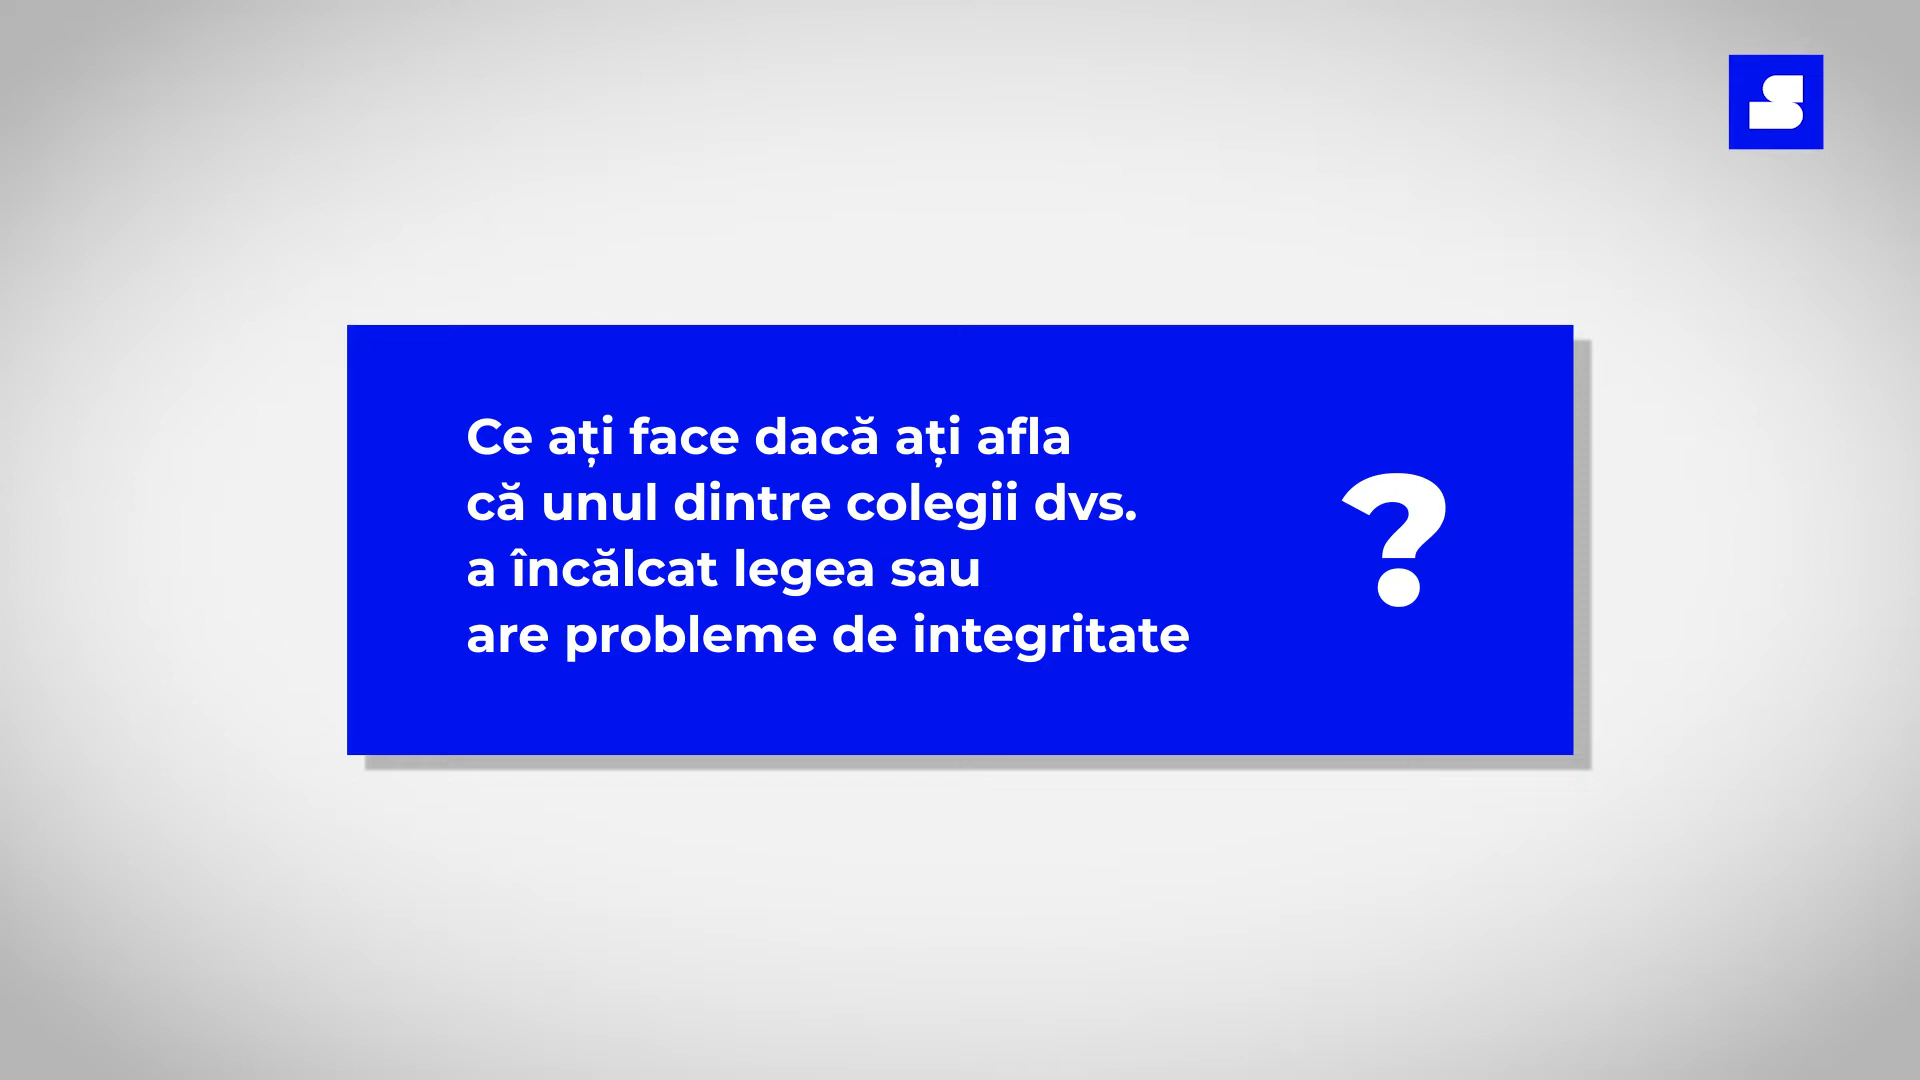 Ce ați face dacă ați afla
că unul dintre colegii dvs.
a încălcat legea sau
are probleme de integritate
?